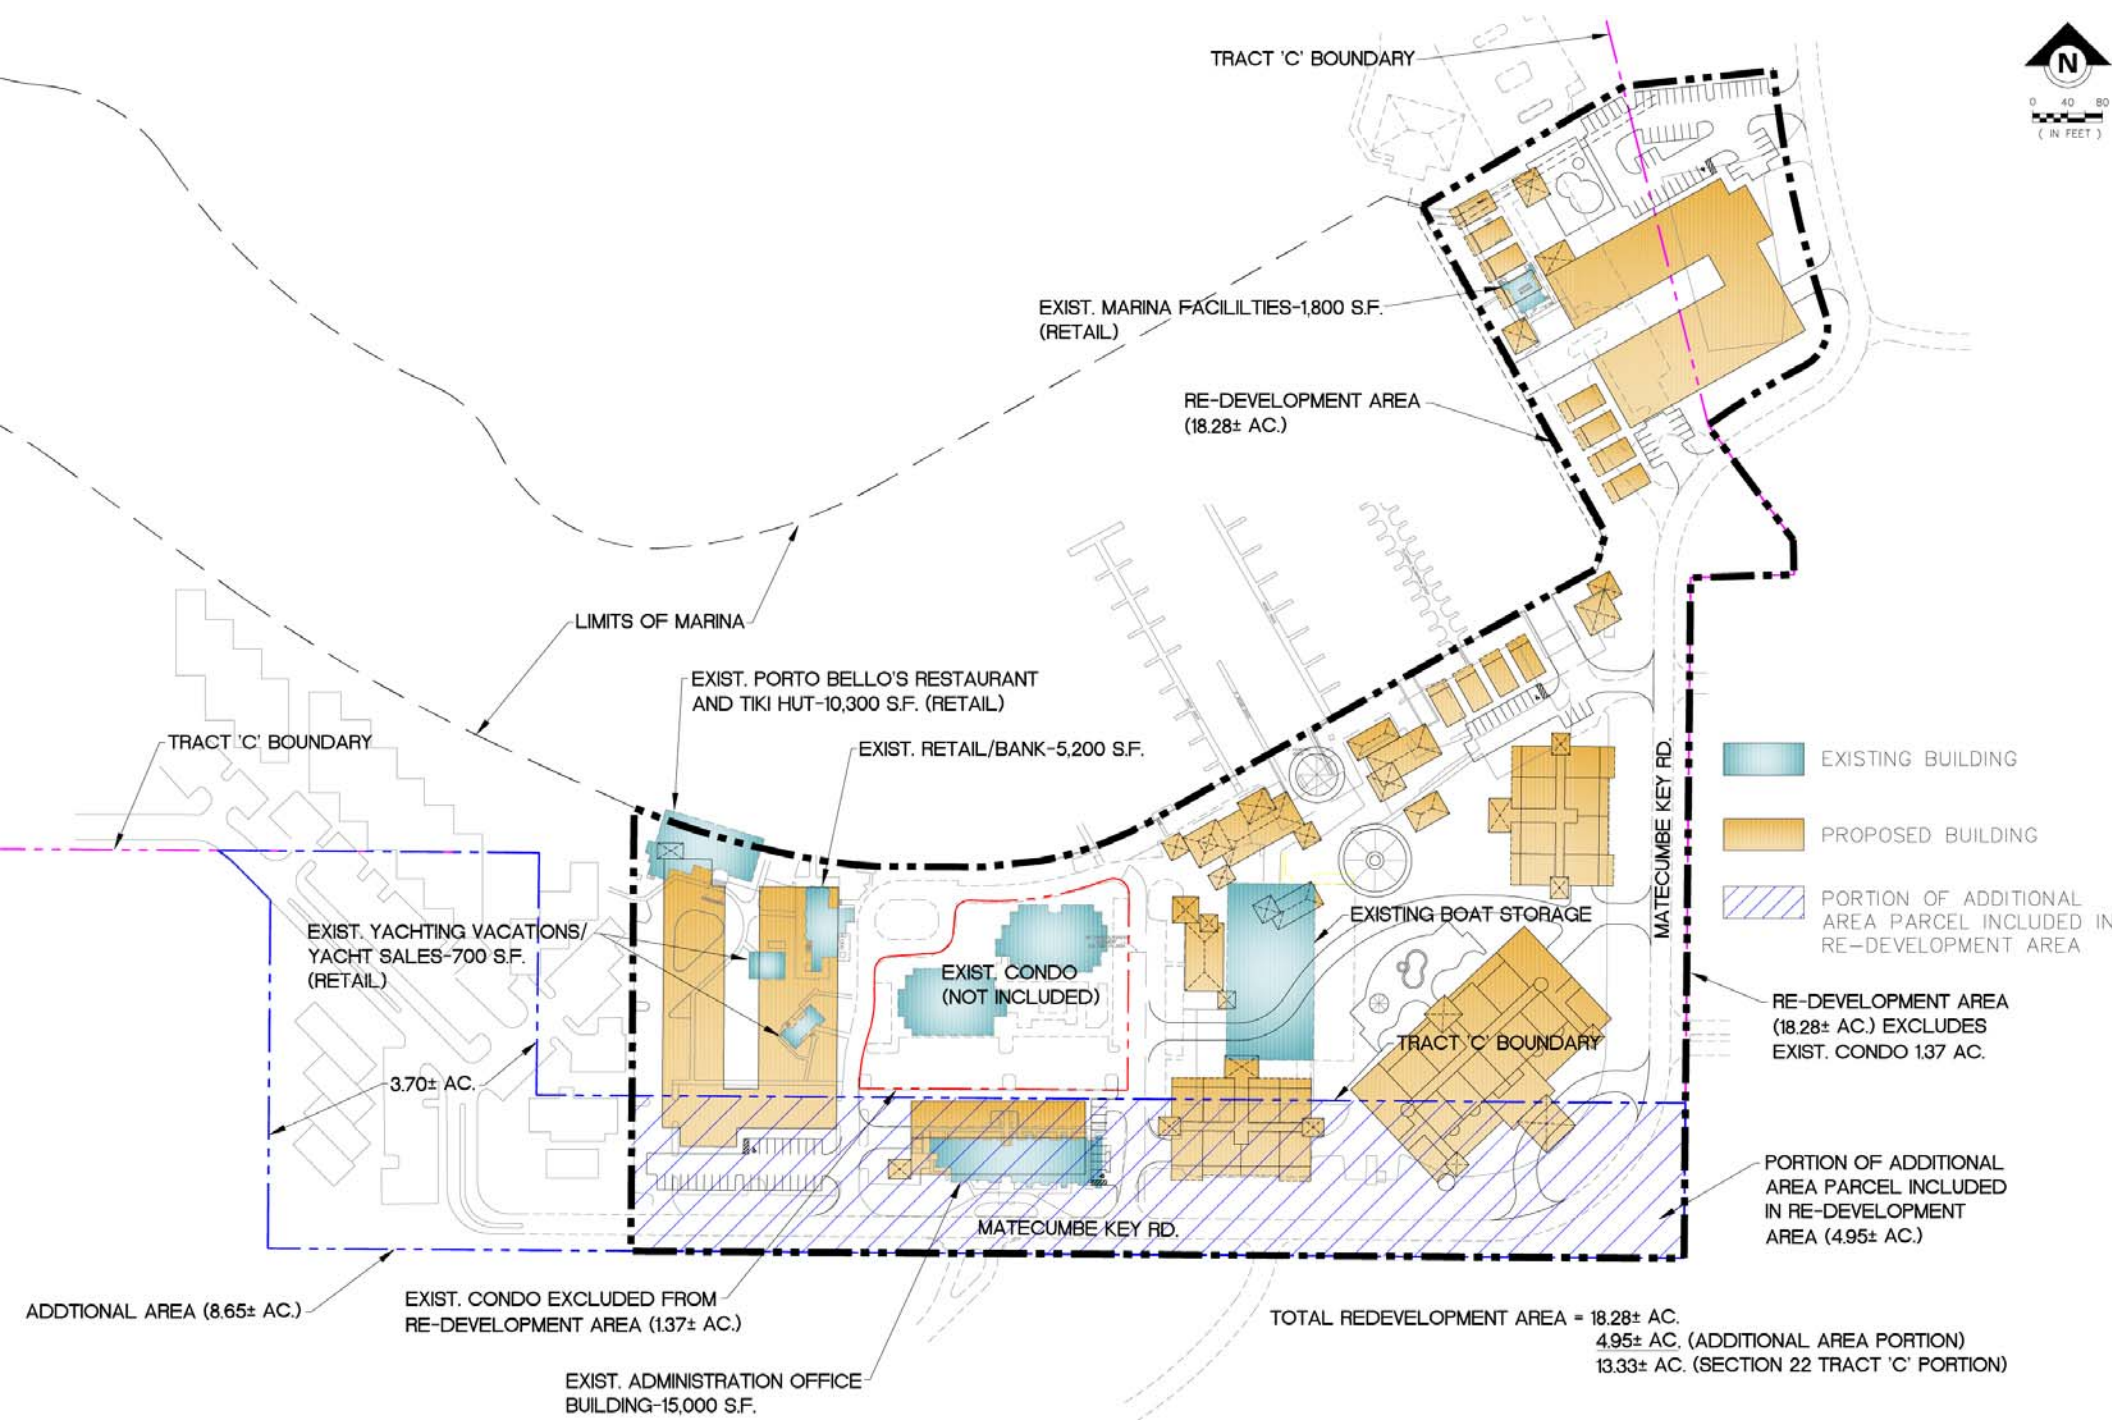 TRACT 'C' BOUNDARY
N
0 40 80
( IN FEET )
EXIST. MARINA FACILILTIES-1,800 S.F.
(RETAIL)
RE-DEVELOPMENT AREA
(18.28± AC.)
LIMITS OF MARINA
EXIST. PORTO BELLO'S RESTAURANT
AND TIKI HUT-10,300 S.F. (RETAIL)
TRACT 'C' BOUNDARY
EXIST. RETAIL/BANK-5,200 S.F.
MATECUMBE KEY RD.
EXISTING BUILDING
PROPOSED BUILDING
PORTION OF ADDITIONAL
AREA PARCEL INCLUDED IN
RE-DEVELOPMENT AREA
EXIST. YACHTING VACATIONS/
YACHT SALES-700 S.F.
(RETAIL)
EXISTING BOAT STORAGE
EXIST. CONDO
(NOT INCLUDED)
RE-DEVELOPMENT AREA
(18.28± AC.) EXCLUDES
EXIST. CONDO 1.37 AC.
TRACT 'C' BOUNDARY
3.70± AC.
PORTION OF ADDITIONAL
AREA PARCEL INCLUDED
IN RE-DEVELOPMENT
AREA (4.95± AC.)
MATECUMBE KEY RD.
ADDTIONAL AREA (8.65± AC.)
EXIST. CONDO EXCLUDED FROM
RE-DEVELOPMENT AREA (1.37± AC.)
TOTAL REDEVELOPMENT AREA = 18.28± AC.
4.95± AC. (ADDITIONAL AREA PORTION)
13.33± AC. (SECTION 22 TRACT 'C' PORTION)
EXIST. ADMINISTRATION OFFICE
BUILDING-15,000 S.F.